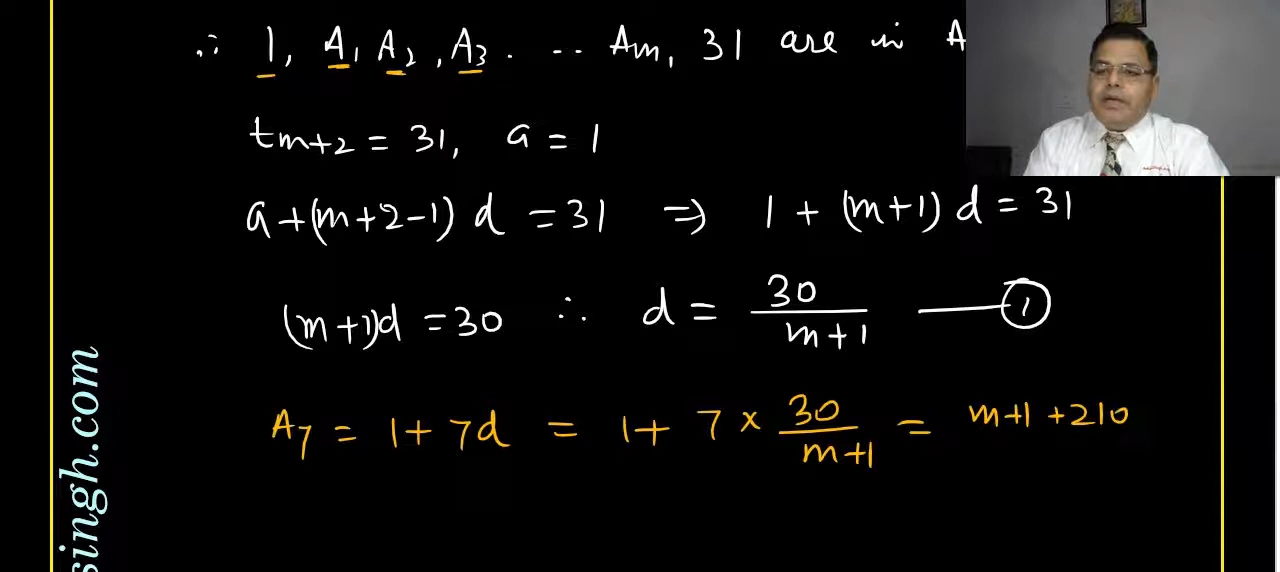 ∴ 1, A1 A2, A3. -- Am, 31 are in A
tm+2 = 31, a = 1
a+(m+2-1) d = 31 ⇒ 1 + (m+1) d = 31
(m+1)d = 30 ∴ d = 30/(m+1) —— ①
A7 = 1+7d = 1+ 7 × 30/(m+1) = m+1+210
singh.com